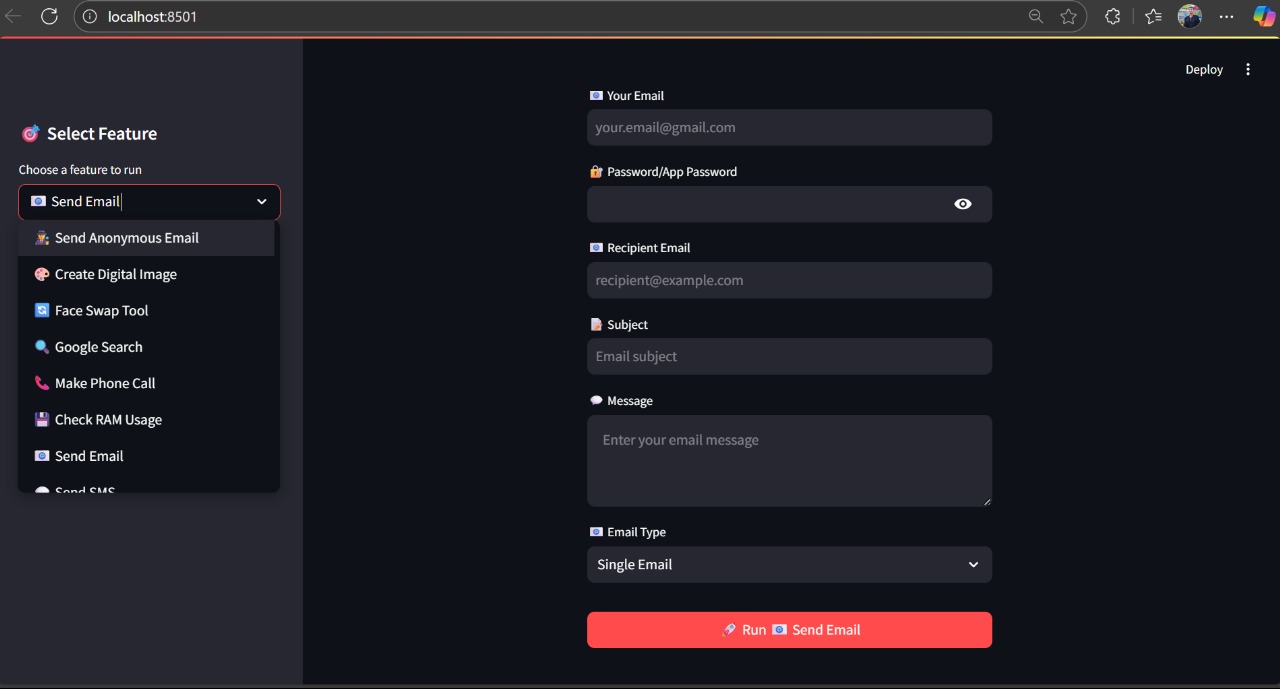 localhost:8501
Deploy
🎯 Select Feature
Choose a feature to run
📧 Send Email
🕵️ Send Anonymous Email
🎨 Create Digital Image
🔄 Face Swap Tool
🔍 Google Search
📞 Make Phone Call
💾 Check RAM Usage
📧 Send Email
💬 Send SMS
📧 Your Email
your.email@gmail.com
🔐 Password/App Password
📧 Recipient Email
recipient@example.com
📝 Subject
Email subject
💬 Message
Enter your email message
📧 Email Type
Single Email
🚀 Run 📧 Send Email